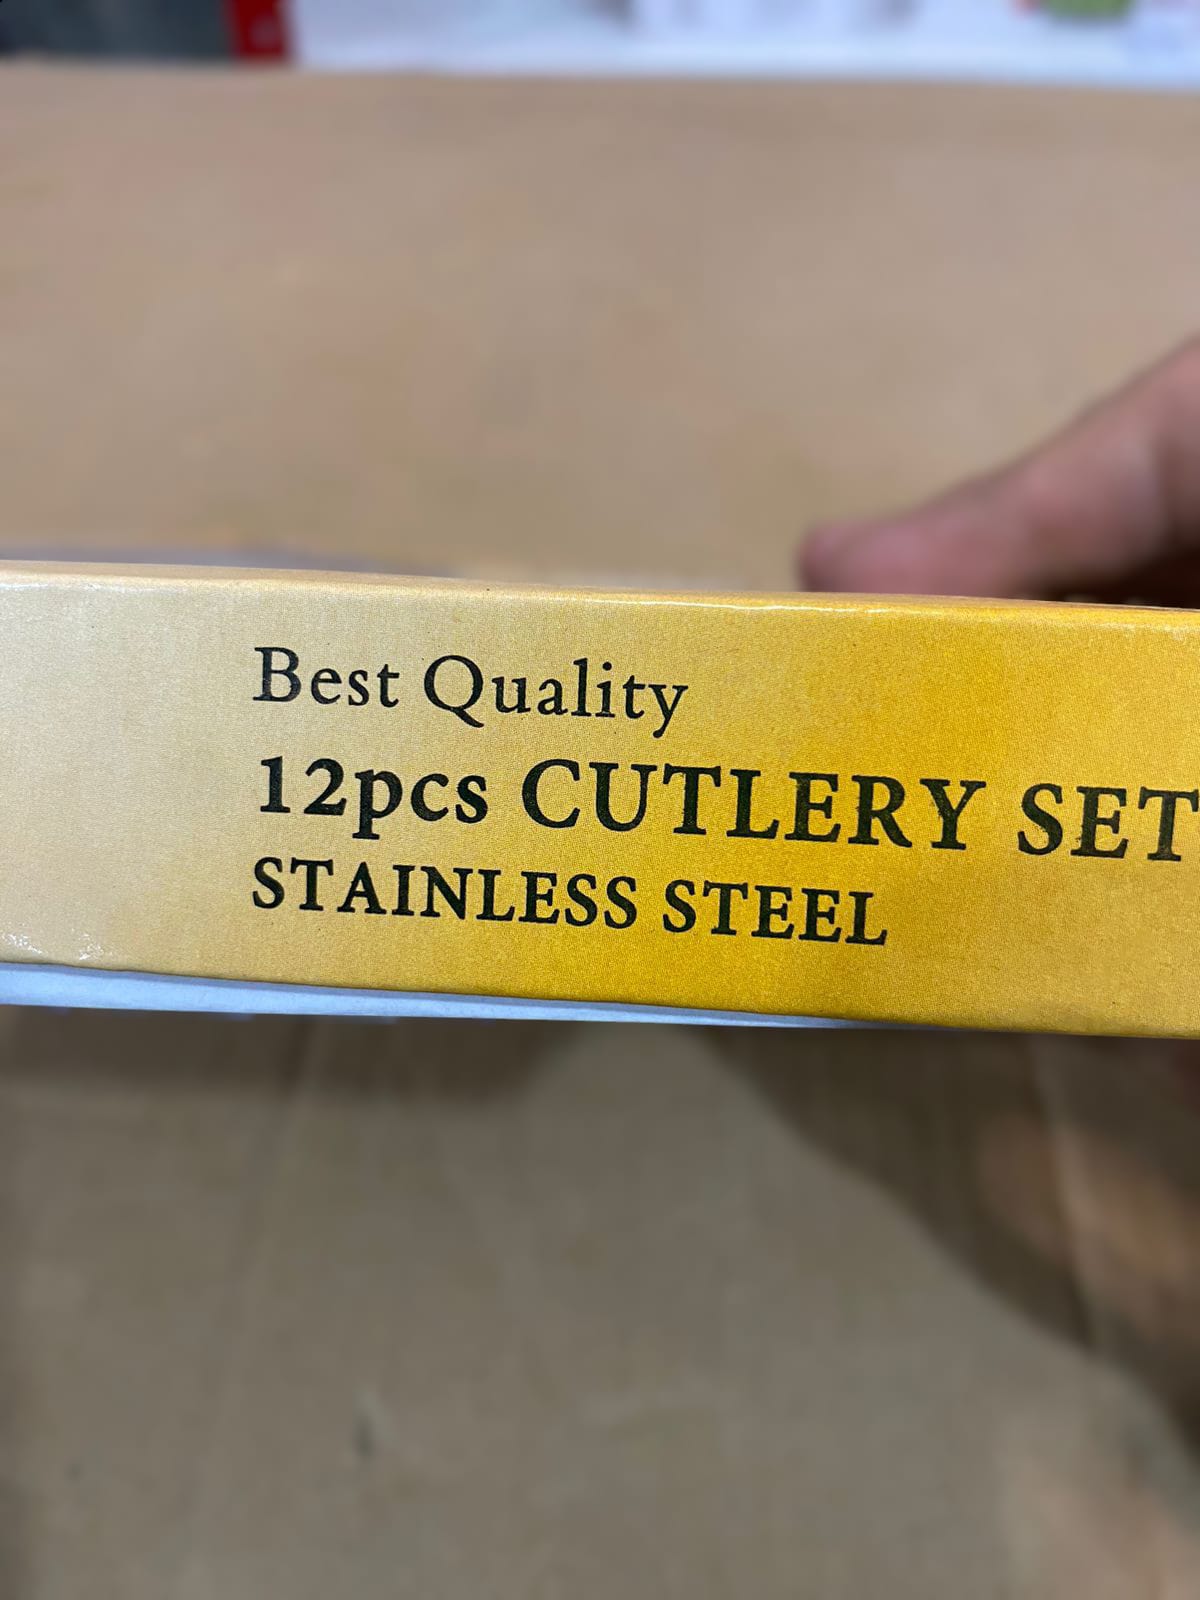 Best Quality
12pcs CUTLERY SET
STAINLESS STEEL